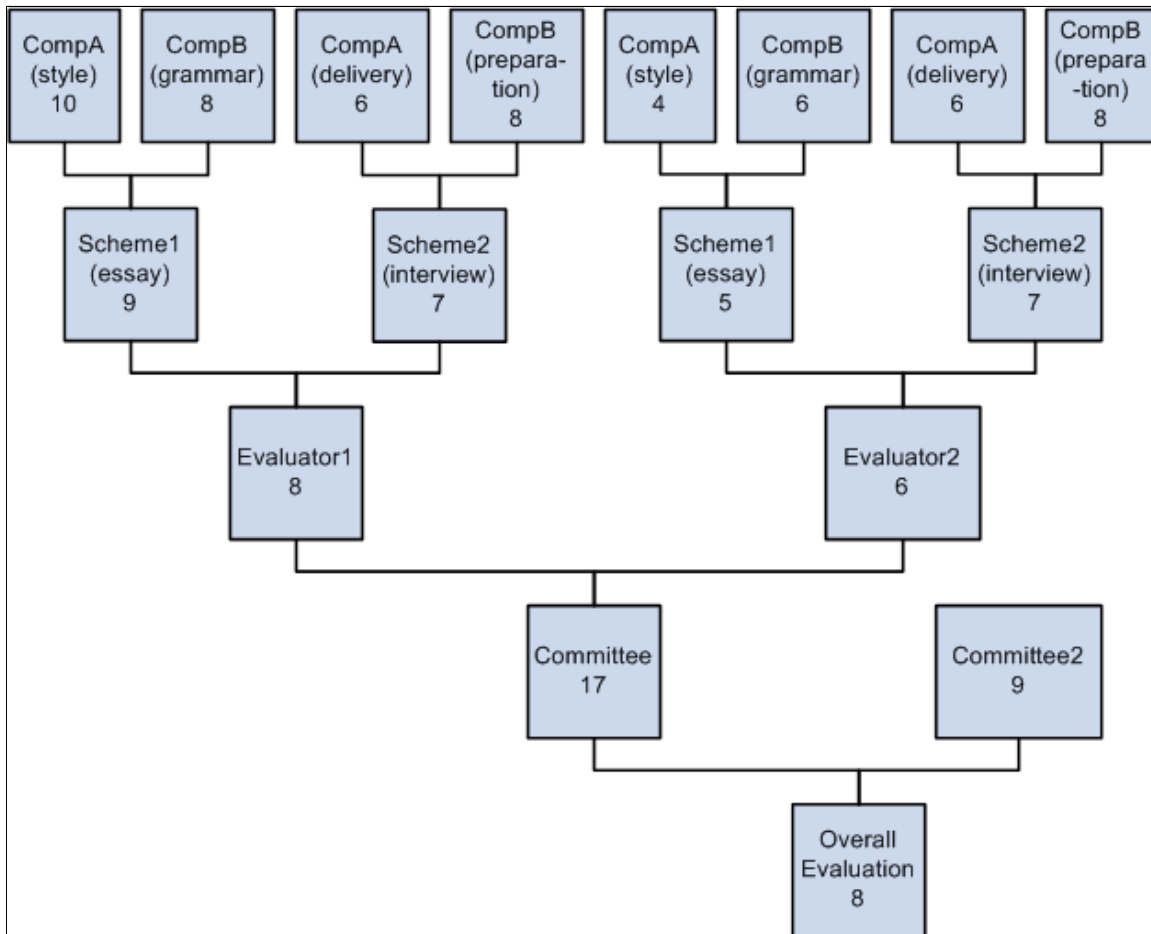 CompA
(style)
10
CompB
(grammar)
8
CompA
(delivery)
6
CompB
(prepara-
tion)
8
CompA
(style)
4
CompB
(grammar)
6
CompA
(delivery)
6
CompB
(prepara
-tion)
8
Scheme1
(essay)
9
Scheme2
(interview)
7
Scheme1
(essay)
5
Scheme2
(interview)
7
Evaluator1
8
Evaluator2
6
Committee
17
Committee2
9
Overall
Evaluation
8